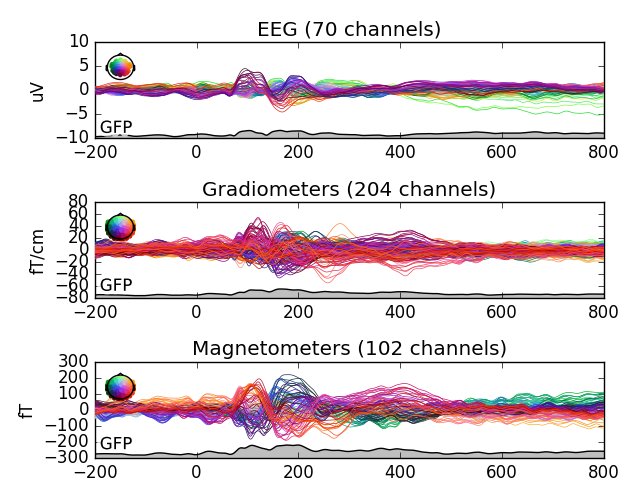 EEG (70 channels)
10
5
0
−5
−10
uV
GFP
−200 0 200 400 600 800
Gradiometers (204 channels)
80
60
40
20
0
−20
−40
−60
−80
fT/cm
GFP
−200 0 200 400 600 800
Magnetometers (102 channels)
300
200
100
0
−100
−200
−300
fT
GFP
−200 0 200 400 600 800